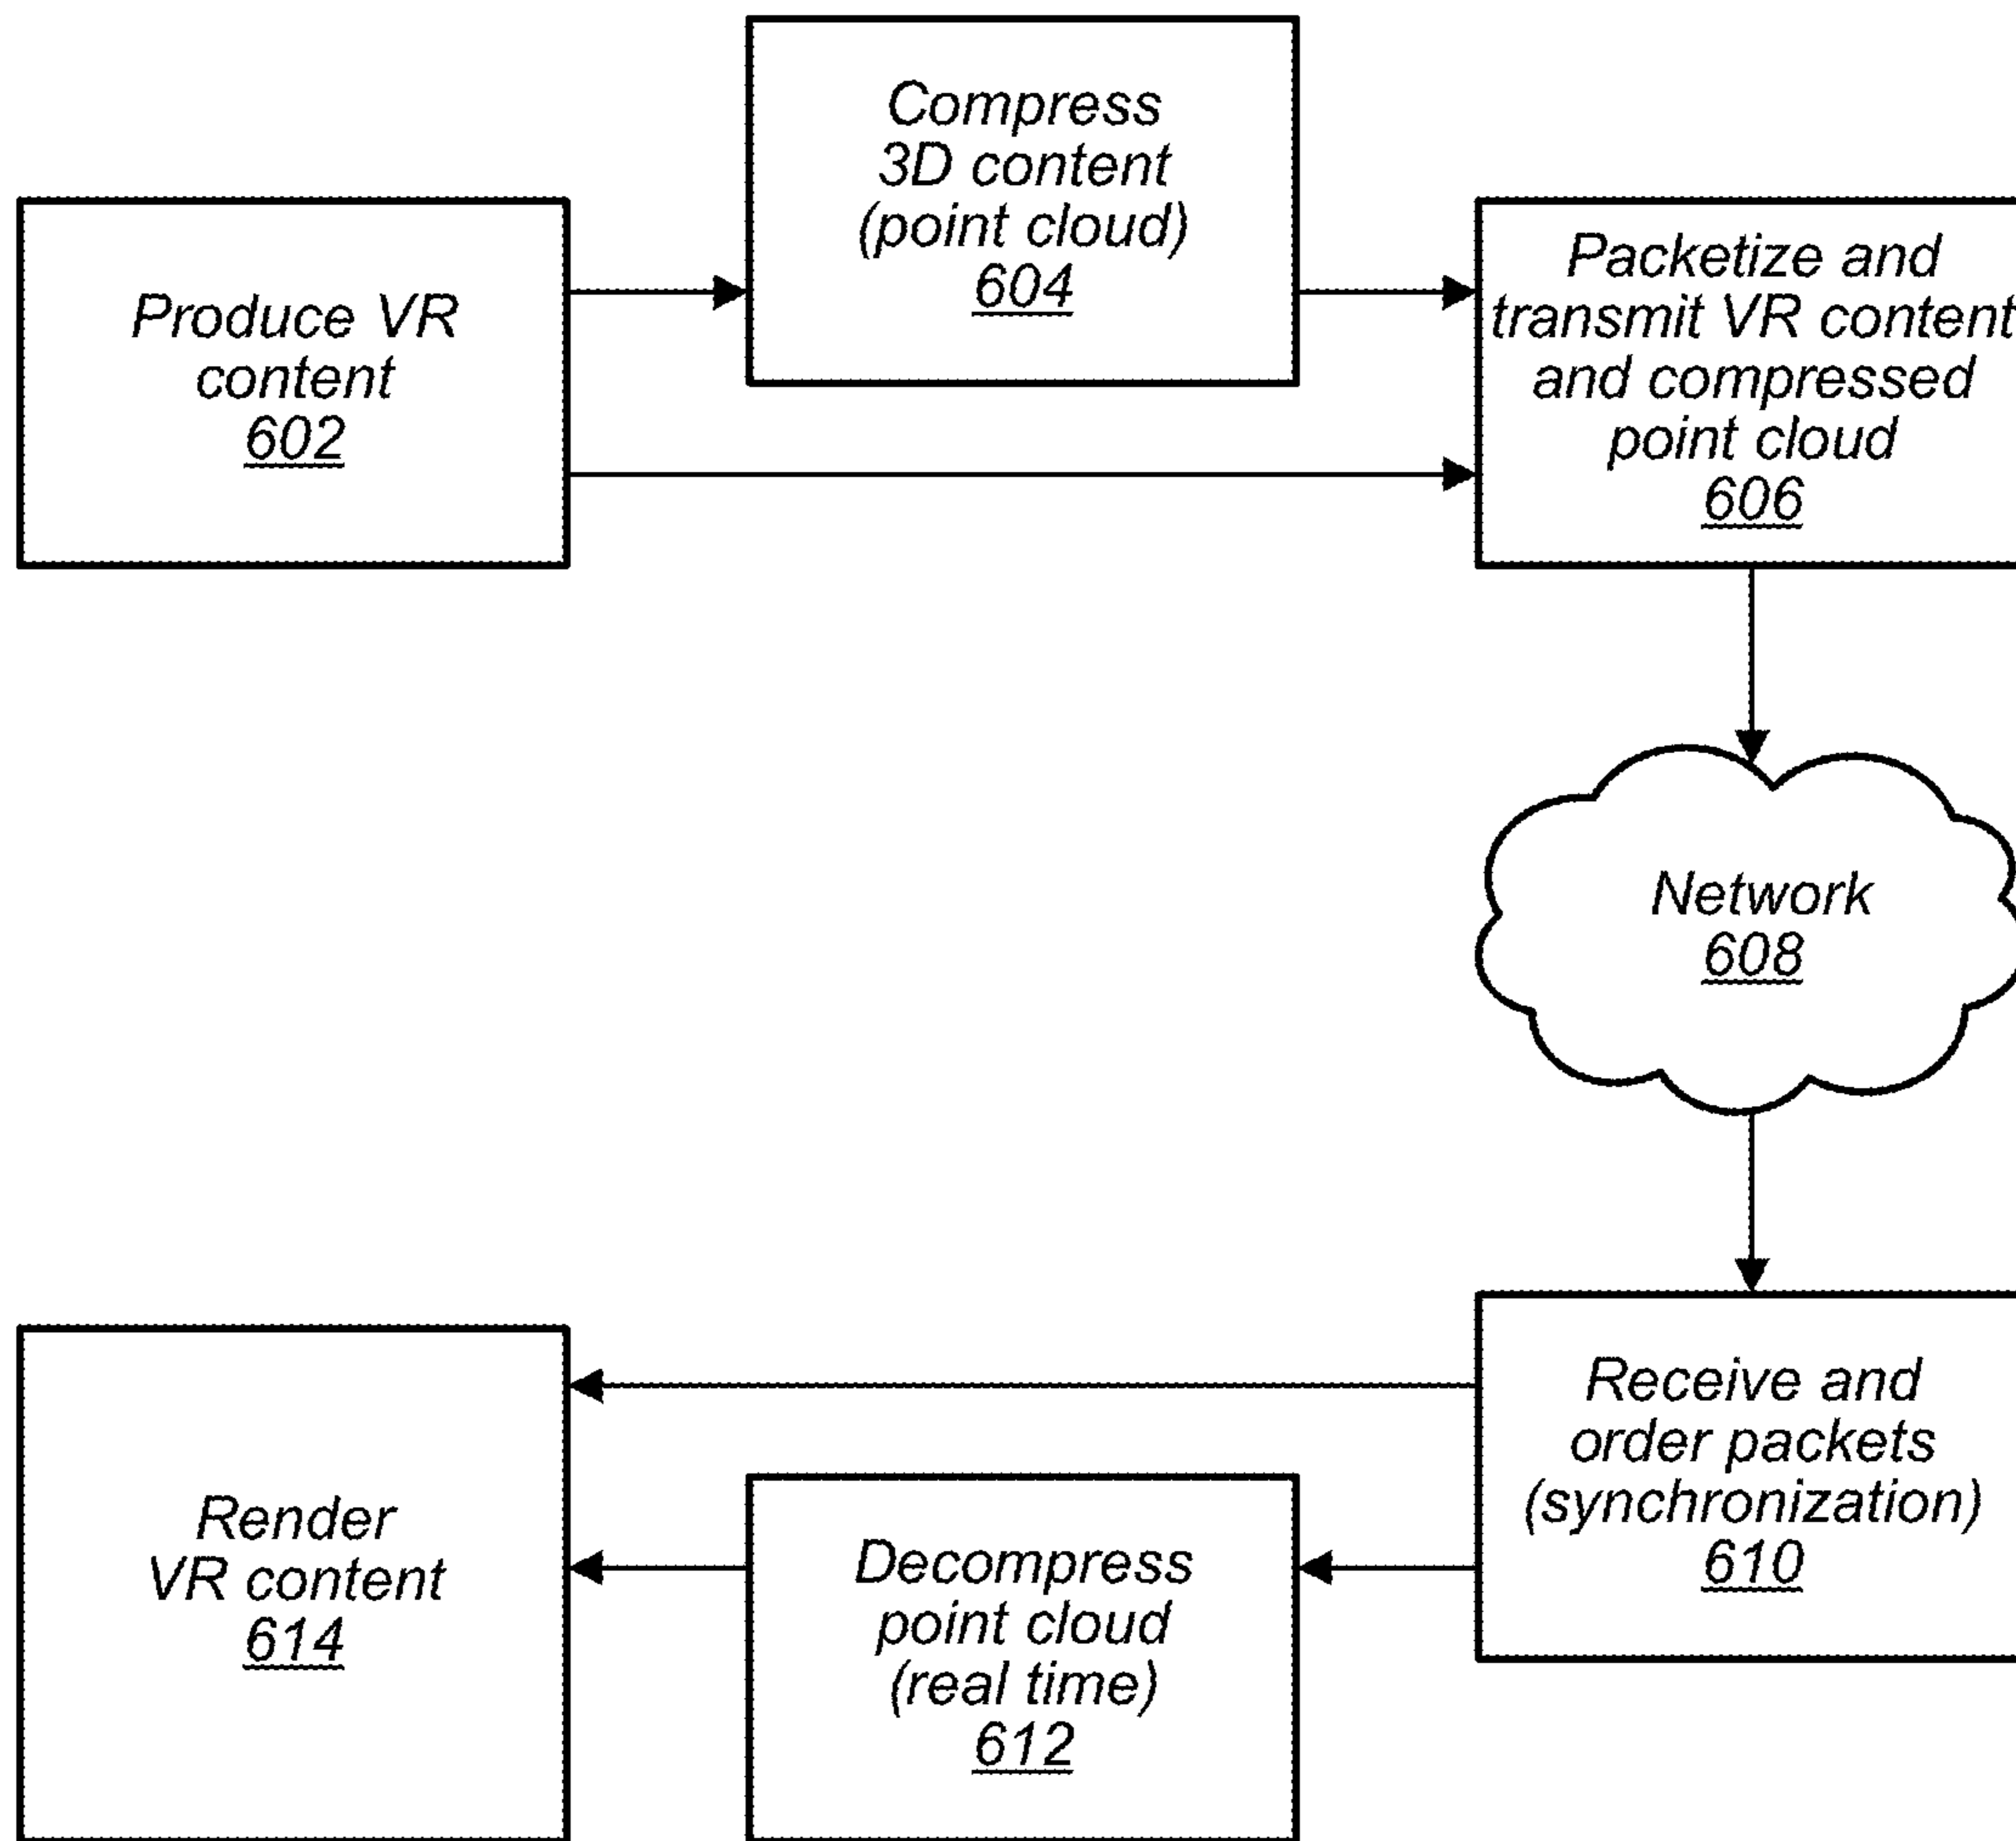 Produce VR
content
602
Compress
3D content
(point cloud)
604
Packetize and
transmit VR content
and compressed
point cloud
606
Network
608
Receive and
order packets
(synchronization)
610
Decompress
point cloud
(real time)
612
Render
VR content
614